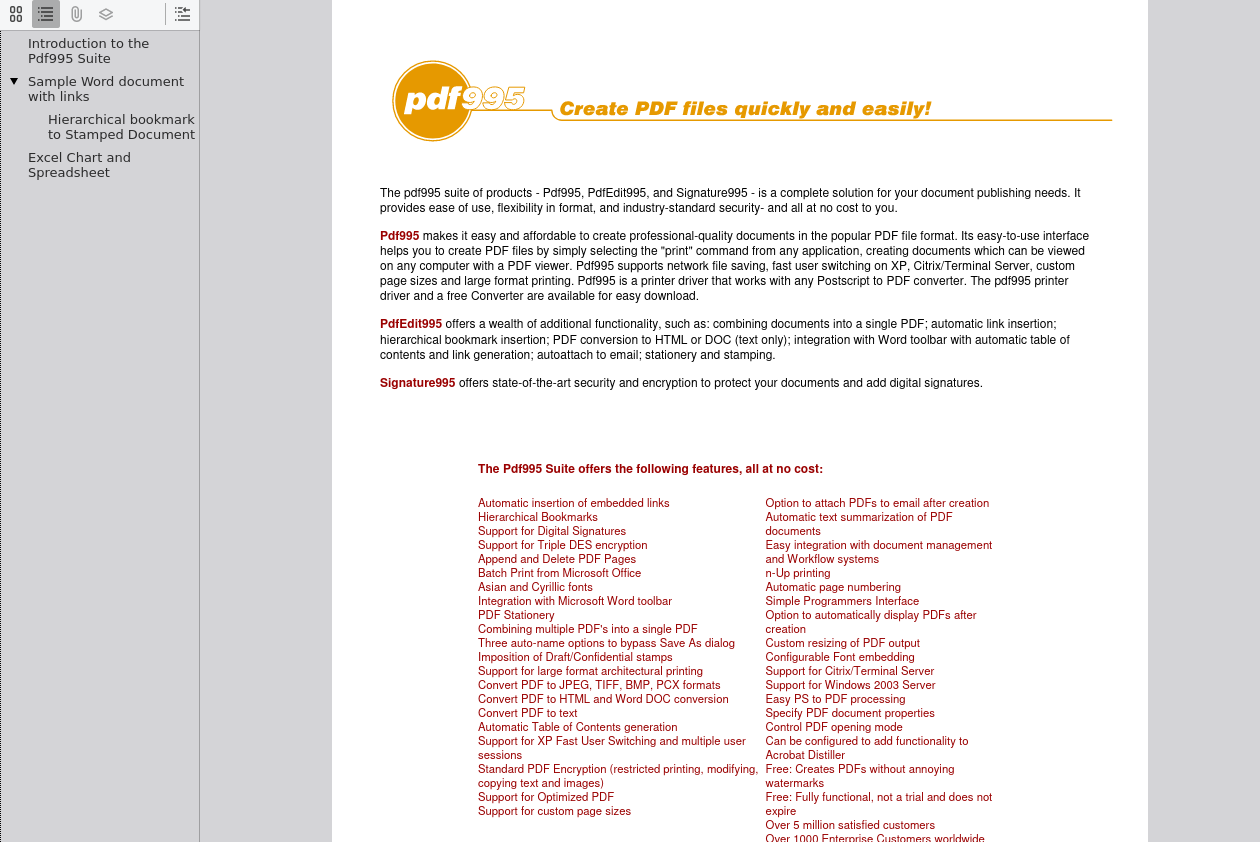 Introduction to the
Pdf995 Suite
Sample Word document
with links
Hierarchical bookmark
to Stamped Document
Excel Chart and
Spreadsheet
pdf995
Create PDF files quickly and easily!
The pdf995 suite of products - Pdf995, PdfEdit995, and Signature995 - is a complete solution for your document publishing needs. It
provides ease of use, flexibility in format, and industry-standard security- and all at no cost to you.
Pdf995 makes it easy and affordable to create professional-quality documents in the popular PDF file format. Its easy-to-use interface
helps you to create PDF files by simply selecting the "print" command from any application, creating documents which can be viewed
on any computer with a PDF viewer. Pdf995 supports network file saving, fast user switching on XP, Citrix/Terminal Server, custom
page sizes and large format printing. Pdf995 is a printer driver that works with any Postscript to PDF converter. The pdf995 printer
driver and a free Converter are available for easy download.
PdfEdit995 offers a wealth of additional functionality, such as: combining documents into a single PDF; automatic link insertion;
hierarchical bookmark insertion; PDF conversion to HTML or DOC (text only); integration with Word toolbar with automatic table of
contents and link generation; autoattach to email; stationery and stamping.
Signature995 offers state-of-the-art security and encryption to protect your documents and add digital signatures.
The Pdf995 Suite offers the following features, all at no cost:
Automatic insertion of embedded links
Hierarchical Bookmarks
Support for Digital Signatures
Support for Triple DES encryption
Append and Delete PDF Pages
Batch Print from Microsoft Office
Asian and Cyrillic fonts
Integration with Microsoft Word toolbar
PDF Stationery
Combining multiple PDF's into a single PDF
Three auto-name options to bypass Save As dialog
Imposition of Draft/Confidential stamps
Support for large format architectural printing
Convert PDF to JPEG, TIFF, BMP, PCX formats
Convert PDF to HTML and Word DOC conversion
Convert PDF to text
Automatic Table of Contents generation
Support for XP Fast User Switching and multiple user
sessions
Standard PDF Encryption (restricted printing, modifying,
copying text and images)
Support for Optimized PDF
Support for custom page sizes
Option to attach PDFs to email after creation
Automatic text summarization of PDF
documents
Easy integration with document management
and Workflow systems
n-Up printing
Automatic page numbering
Simple Programmers Interface
Option to automatically display PDFs after
creation
Custom resizing of PDF output
Configurable Font embedding
Support for Citrix/Terminal Server
Support for Windows 2003 Server
Easy PS to PDF processing
Specify PDF document properties
Control PDF opening mode
Can be configured to add functionality to
Acrobat Distiller
Free: Creates PDFs without annoying
watermarks
Free: Fully functional, not a trial and does not
expire
Over 5 million satisfied customers
Over 1000 Enterprise Customers worldwide